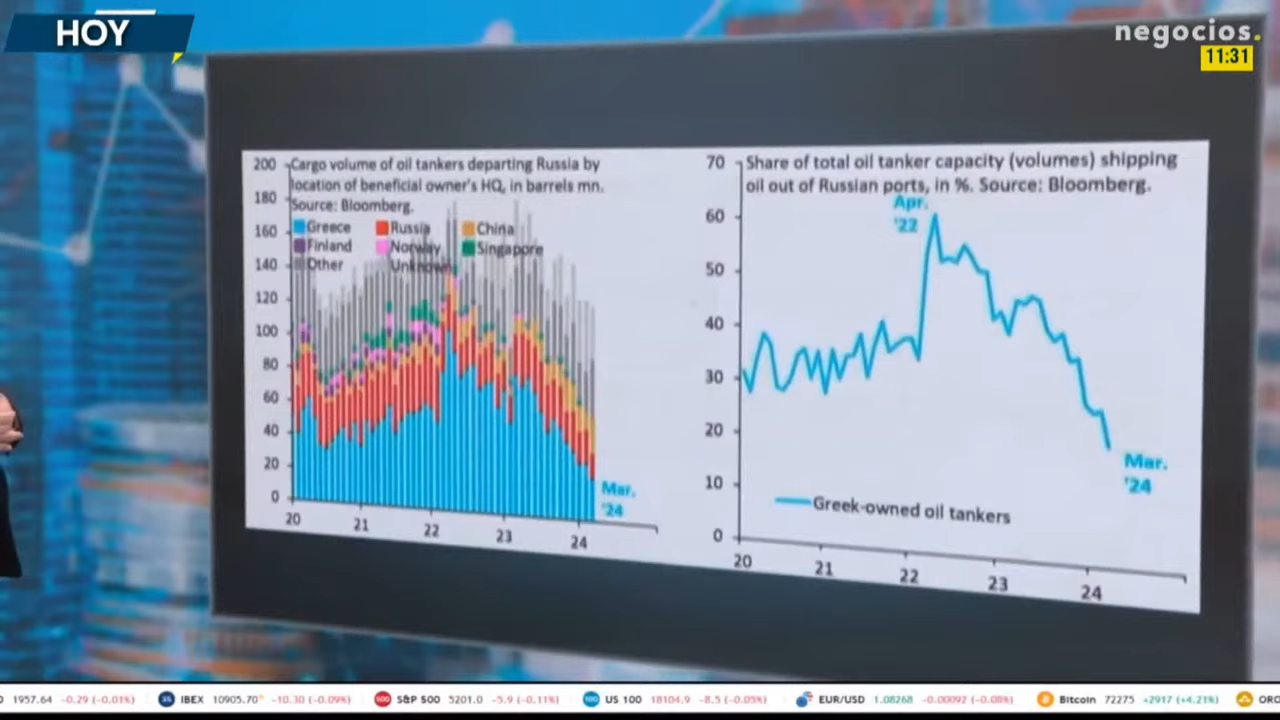 HOY
negocios.
11:31
200
Cargo volume of oil tankers departing Russia by
location of beneficial owner's HQ, in barrels mn.
Source: Bloomberg.
180
160
140
120
100
80
60
40
20
0
Greece Russia China
Finland Norway Singapore
Other Unknown
Mar.
'24
20 21 22 23 24
70
Share of total oil tanker capacity (volumes) shipping
oil out of Russian ports, in %. Source: Bloomberg.
60
50
40
30
20
10
0
Apr.
'22
Mar.
'24
Greek-owned oil tankers
20 21 22 23 24
1957.64 -0.29 (-0.01%) IBEX 10905.70 -10.30 (-0.09%) S&P 500 5201.0 -5.9 (-0.11%) US 100 18104.9 -8.5 (-0.05%) EUR/USD 1.08268 -0.00092 (-0.08%) Bitcoin 72275 +2917 (+4.21%)